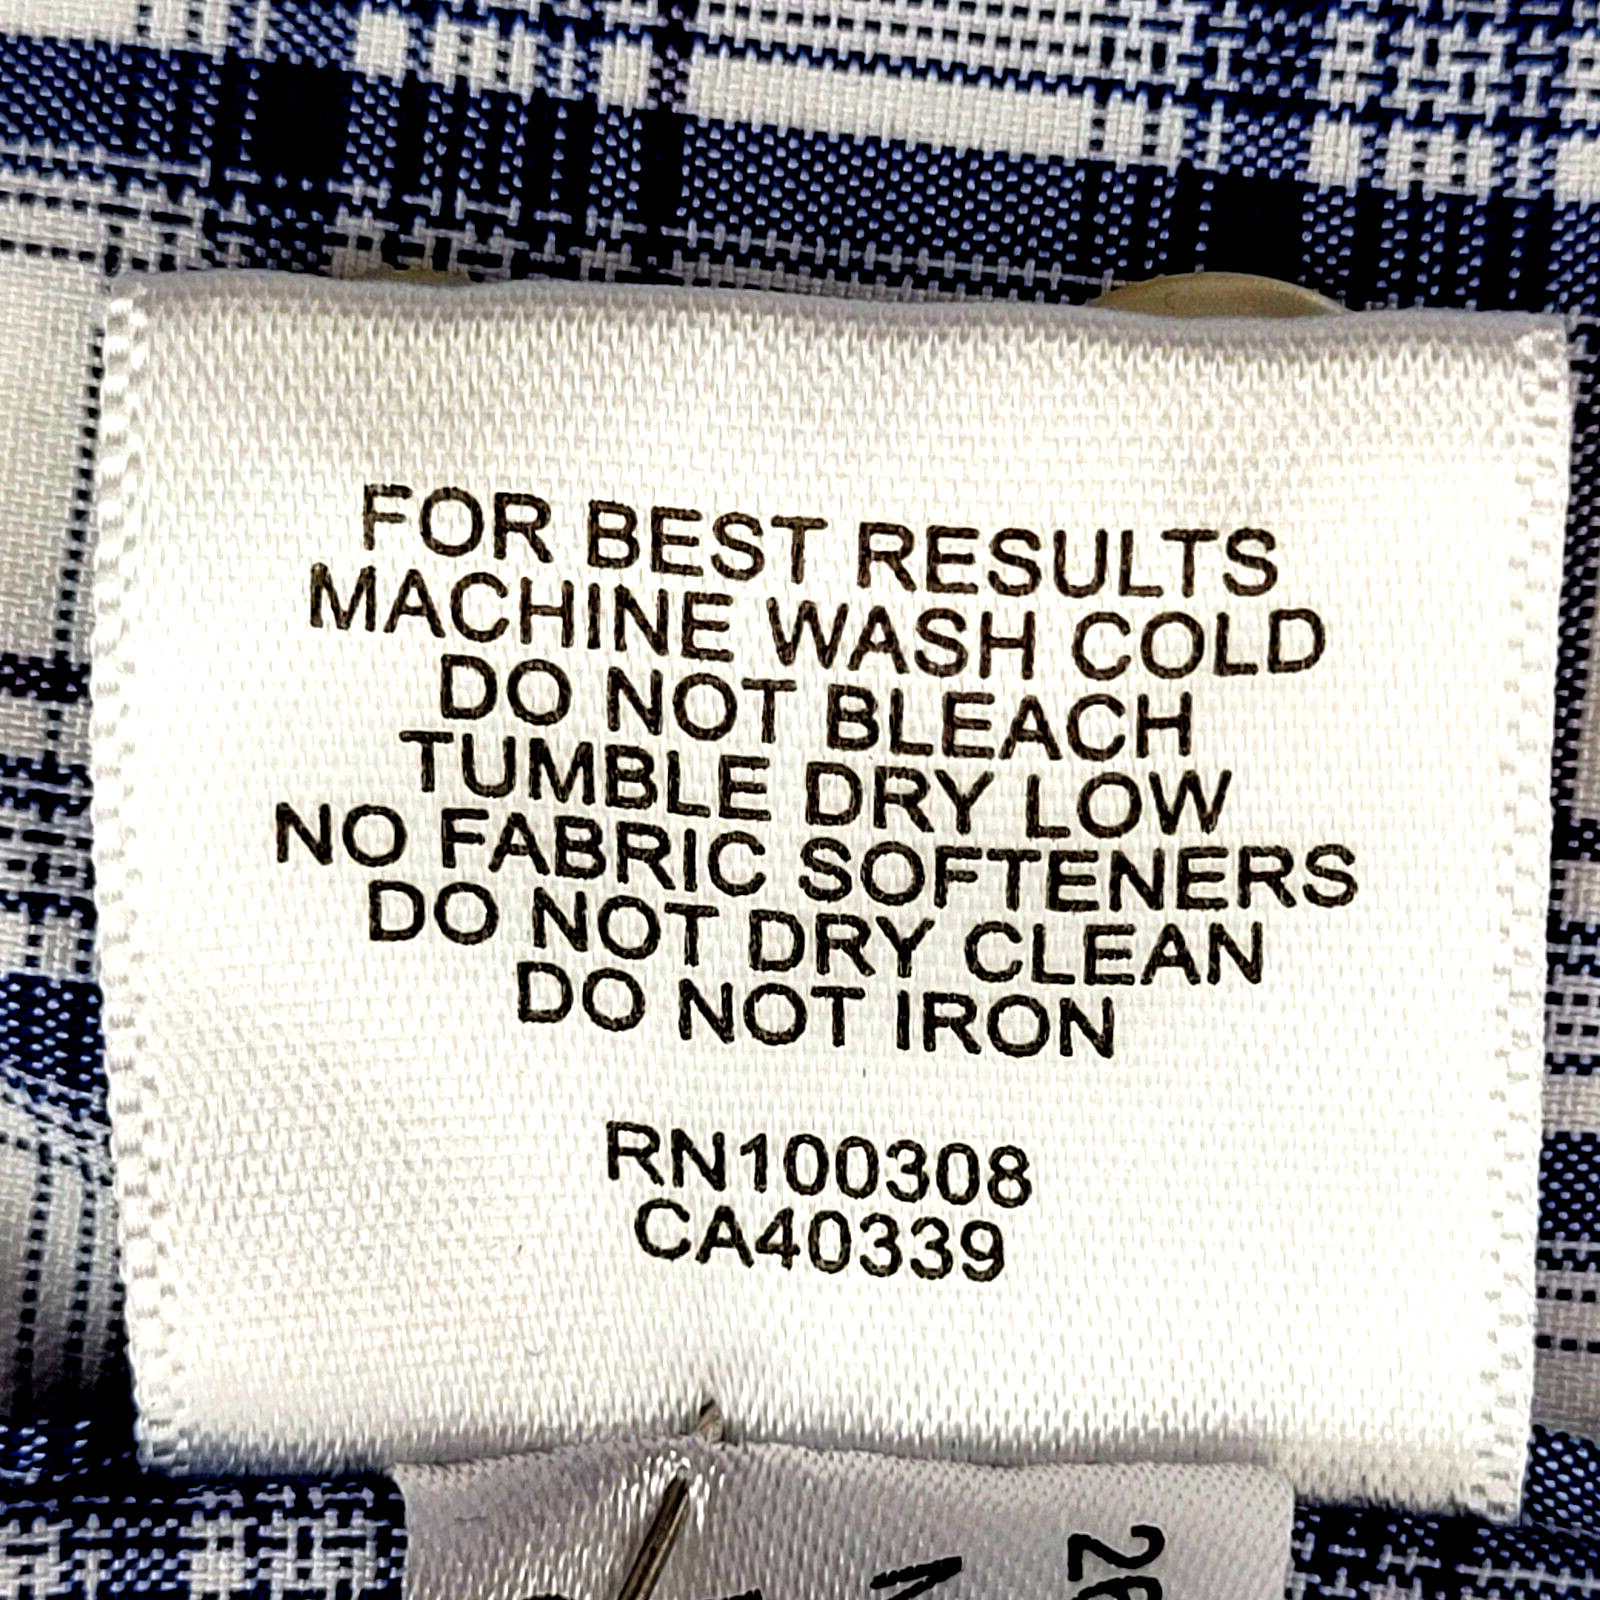 FOR BEST RESULTS
MACHINE WASH COLD
DO NOT BLEACH
TUMBLE DRY LOW
NO FABRIC SOFTENERS
DO NOT DRY CLEAN
DO NOT IRON
RN100308
CA40339